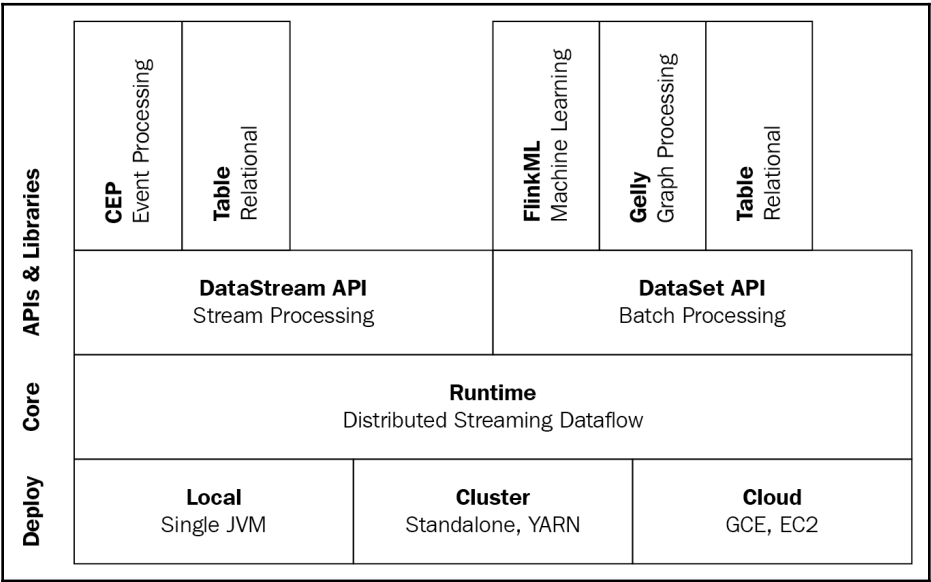 APIs & Libraries
CEP
Event Processing
Table
Relational
FlinkML
Machine Learning
Gelly
Graph Processing
Table
Relational
DataStream API
Stream Processing
DataSet API
Batch Processing
Core
Runtime
Distributed Streaming Dataflow
Deploy
Local
Single JVM
Cluster
Standalone, YARN
Cloud
GCE, EC2